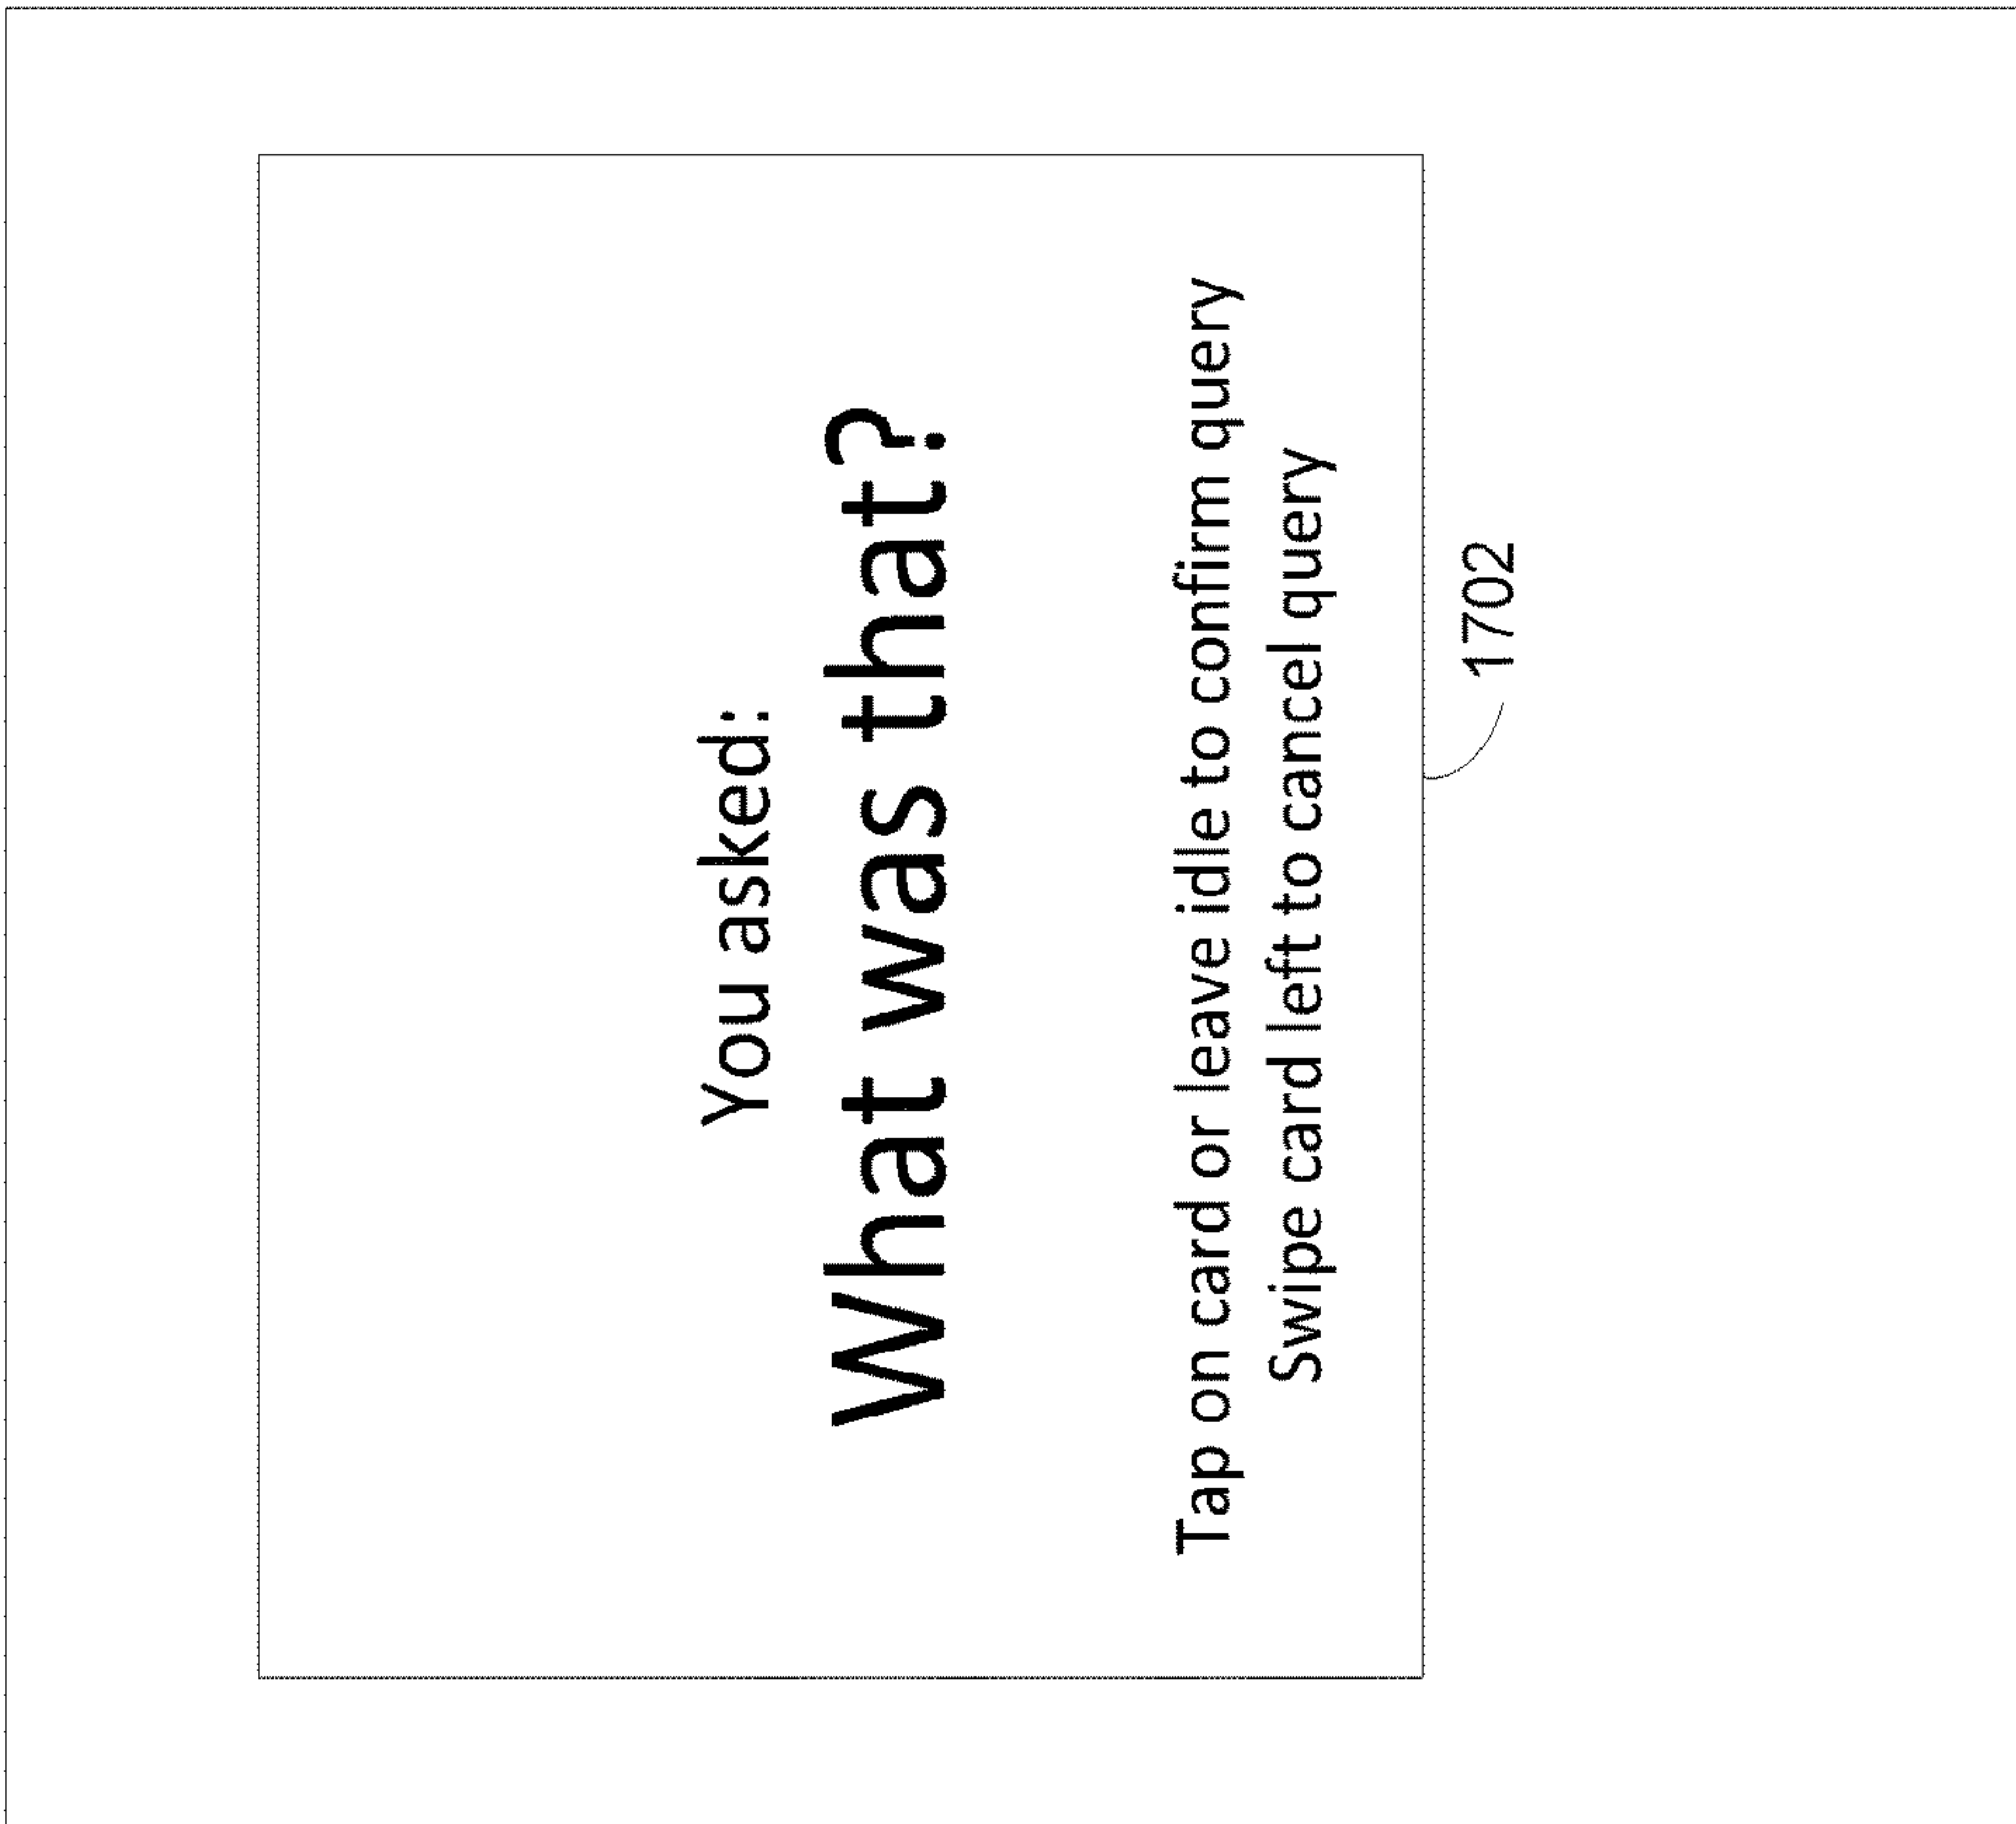 You asked:
What was that?
Tap on card or leave idle to confirm query
Swipe card left to cancel query
1702